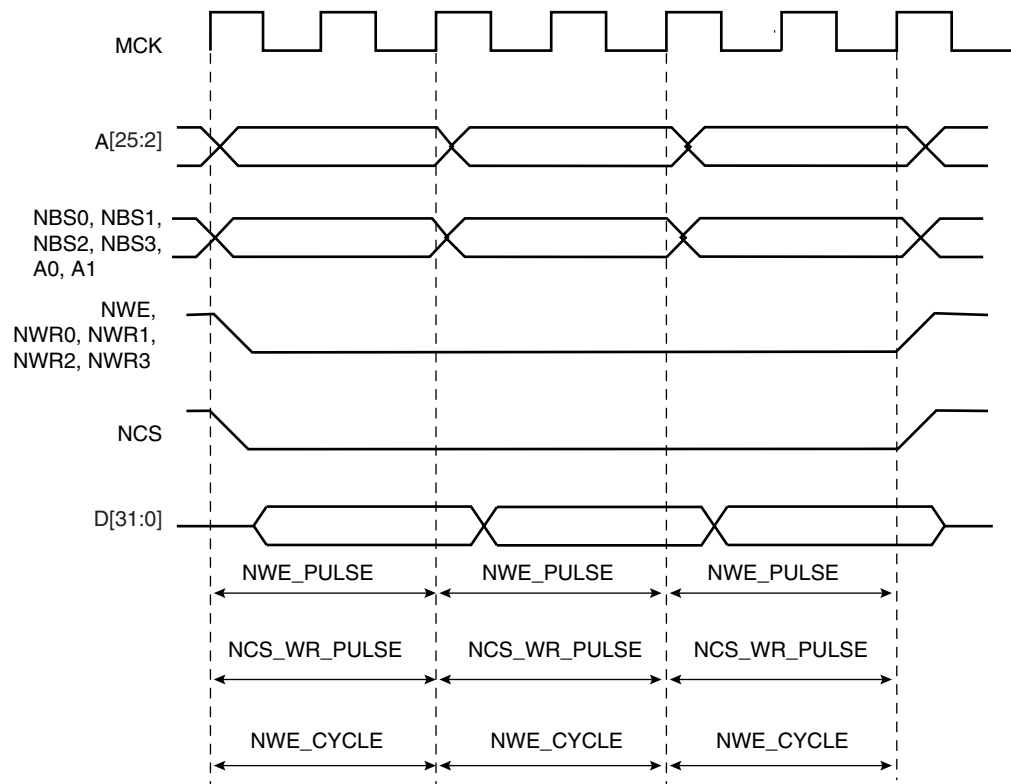 MCK
A[25:2]
NBS0, NBS1,
NBS2, NBS3,
A0, A1
NWE,
NWR0, NWR1,
NWR2, NWR3
NCS
D[31:0]
NWE_PULSE NWE_PULSE NWE_PULSE
NCS_WR_PULSE NCS_WR_PULSE NCS_WR_PULSE
NWE_CYCLE NWE_CYCLE NWE_CYCLE